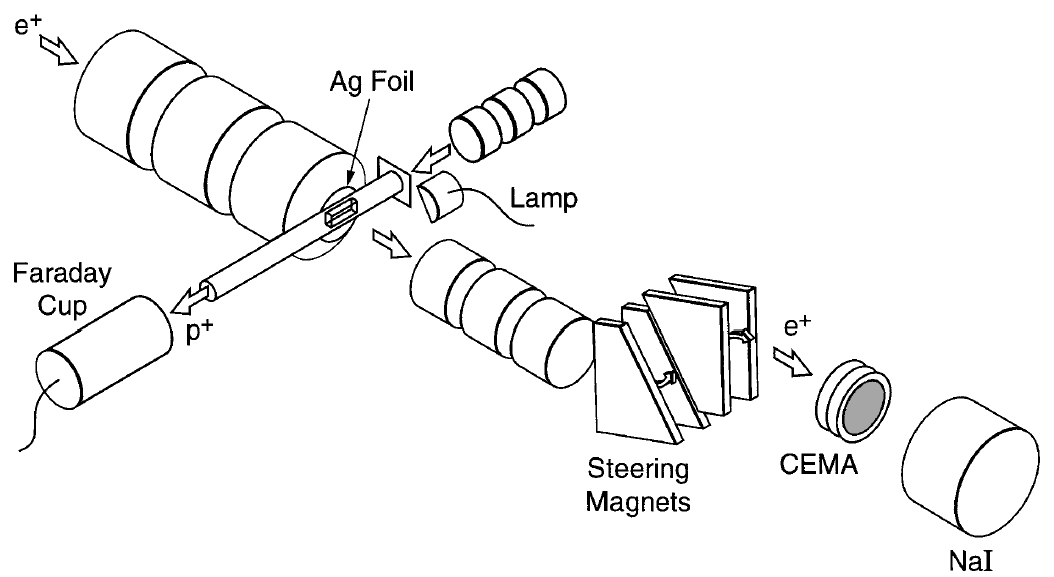 e+
Ag Foil
Lamp
Faraday
Cup
p+
e+
Steering
Magnets
CEMA
NaI